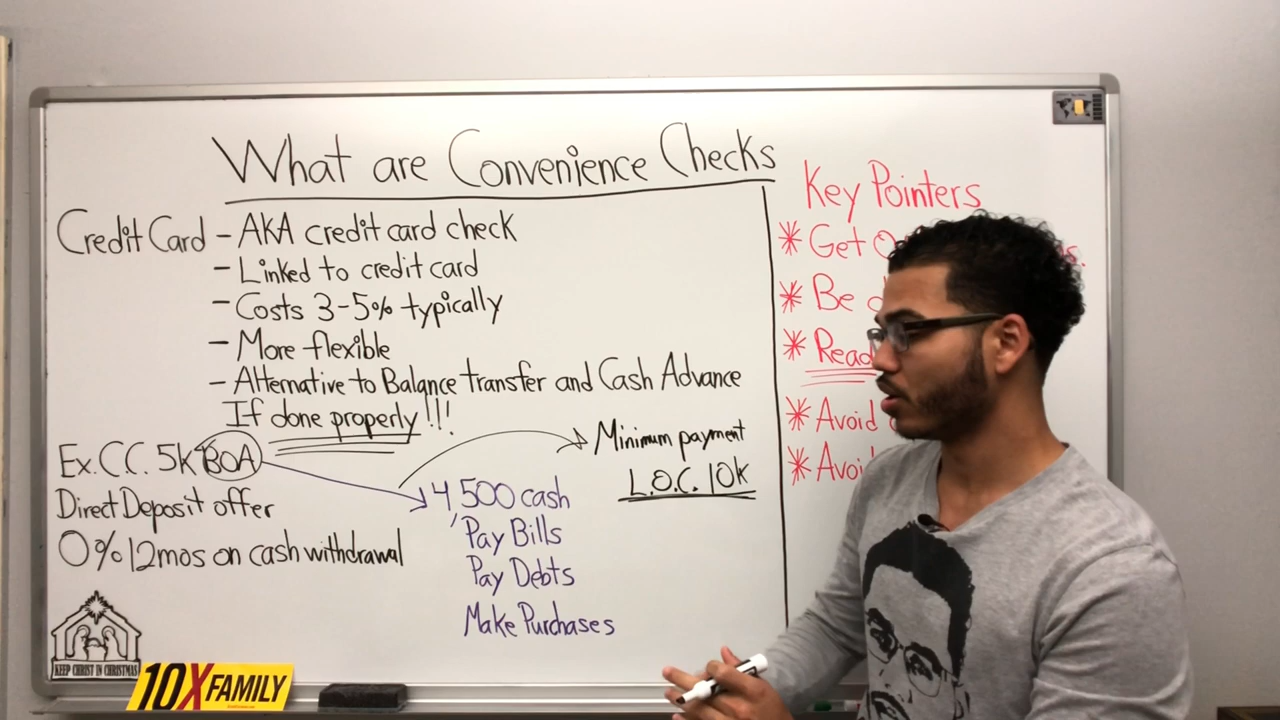 What are Convenience Checks
Credit Card - AKA credit card check
- Linked to credit card
- Costs 3-5% typically
- More flexible
- Alternative to Balance transfer and Cash Advance
If done properly!!!
Ex. C.C. 5k BOA
Direct Deposit offer
0% 12mos on cash withdrawal
4,500 cash
Pay Bills
Pay Debts
Make Purchases
Minimum payment
L.O.C. 10k
Key Pointers
* Get
* Be
* Read
* Avoid
*
KEEP CHRIST IN CHRISTMAS
10X FAMILY